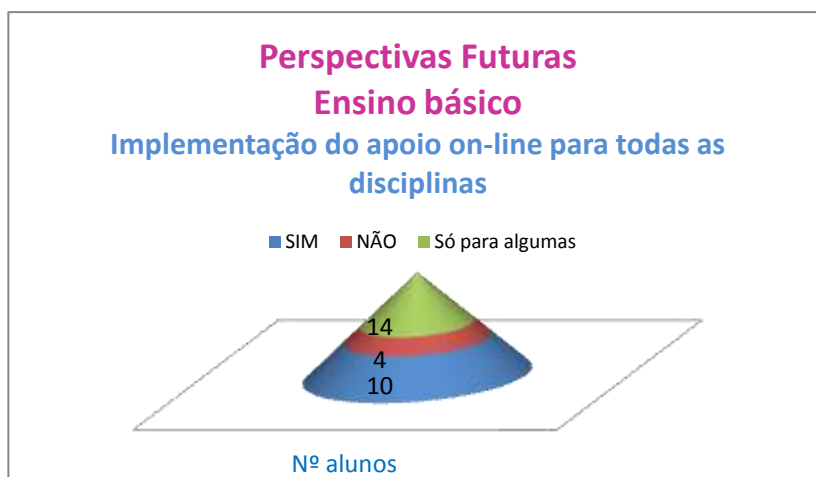 Perspectivas Futuras
Ensino básico
Implementação do apoio on-line para todas as
disciplinas
SIM NÃO Só para algumas
14
4
10
Nº alunos